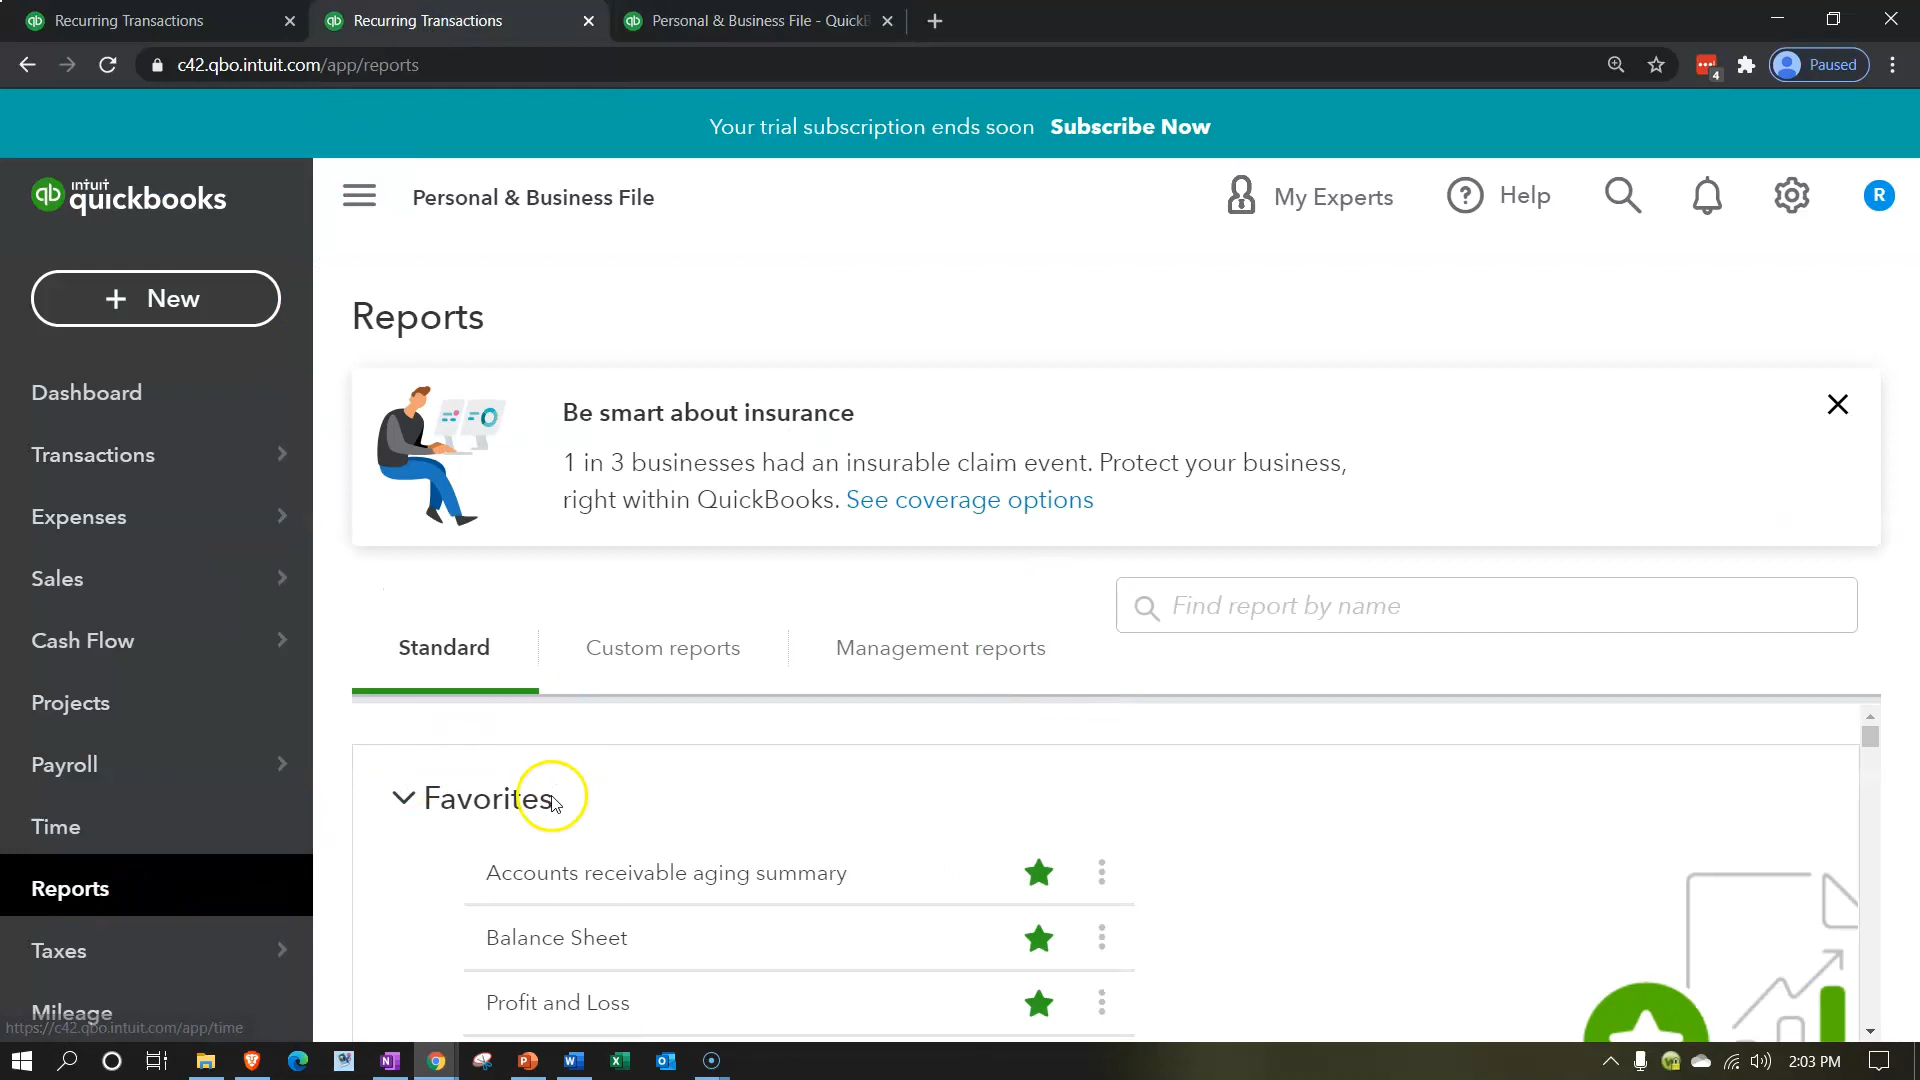 Recurring Transactions
Recurring Transactions
Personal & Business File - QuickB
c42.qbo.intuit.com/app/reports
4
Paused
Your trial subscription ends soon Subscribe Now
qb intuit quickbooks
Personal & Business File
My Experts
Help
R
+ New
Reports
Dashboard
Be smart about insurance
Transactions
1 in 3 businesses had an insurable claim event. Protect your business,
right within QuickBooks. See coverage options
Expenses
Sales
Find report by name
Cash Flow
Standard
Custom reports
Management reports
Projects
Payroll
Favorites
Time
Accounts receivable aging summary
Reports
Balance Sheet
Taxes
Profit and Loss
Mileage
https://c42.qbo.intuit.com/app/time
2:03 PM